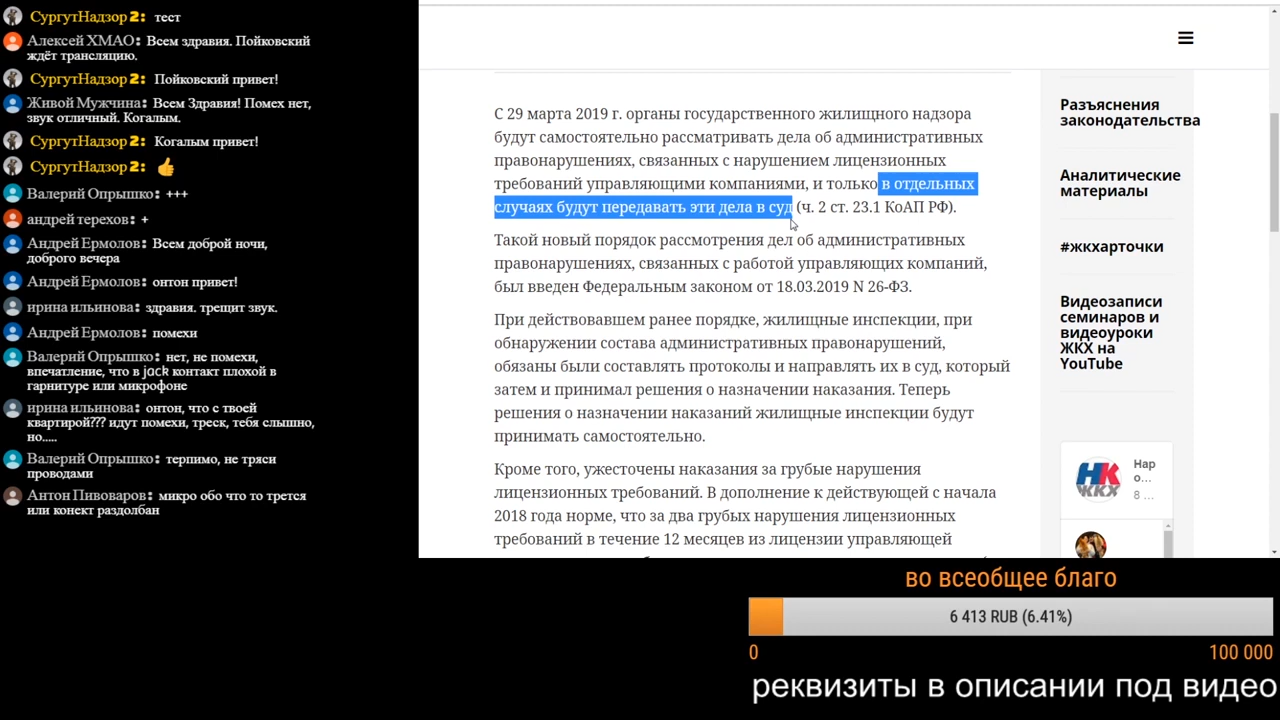 СургутНадзор 2: тест
Алексей ХМАО: Всем здравия. Пойковский
ждёт трансляцию.
СургутНадзор 2: Пойковский привет!
Живой Мужчина: Всем Здравия! Помех нет,
звук отличный. Когалым.
СургутНадзор 2: Когалым привет!
СургутНадзор 2: 👍
Валерий Опрышко: +++
андрей терехов: +
Андрей Ермолов: Всем доброй ночи,
доброго вечера
Андрей Ермолов: онтон привет!
ирина ильинова: здравия. трещит звук.
Андрей Ермолов: помехи
Валерий Опрышко: нет, не помехи,
впечатление, что в jack контакт плохой в
гарнитуре или микрофоне
ирина ильинова: онтон, что с твоей
квартирой??? идут помехи, треск, тебя слышно,
но.....
Валерий Опрышко: терпимо, не тряси
проводами
Антон Пивоваров: микро обо что то трется
или конект раздолбан
С 29 марта 2019 г. органы государственного жилищного надзора
будут самостоятельно рассматривать дела об административных
правонарушениях, связанных с нарушением лицензионных
требований управляющими компаниями, и только в отдельных
случаях будут передавать эти дела в суд (ч. 2 ст. 23.1 КоАП РФ).
Такой новый порядок рассмотрения дел об административных
правонарушениях, связанных с работой управляющих компаний,
был введен Федеральным законом от 18.03.2019 N 26-ФЗ.
При действовавшем ранее порядке, жилищные инспекции, при
обнаружении состава административных правонарушений,
обязаны были составлять протоколы и направлять их в суд, который
затем и принимал решения о назначении наказания. Теперь
решения о назначении наказаний жилищные инспекции будут
принимать самостоятельно.
Кроме того, ужесточены наказания за грубые нарушения
лицензионных требований. В дополнение к действующей с начала
2018 года норме, что за два грубых нарушения лицензионных
требований в течение 12 месяцев из лицензии управляющей
Разъяснения
законодательства
Аналитические
материалы
#жкхкарточки
Видеозаписи
семинаров и
видеоуроки
ЖКХ на
YouTube
НК
ЖКХ
Нар
о...
8 ...
во всеобщее благо
6 413 RUB (6.41%)
0
100 000
реквизиты в описании под видео